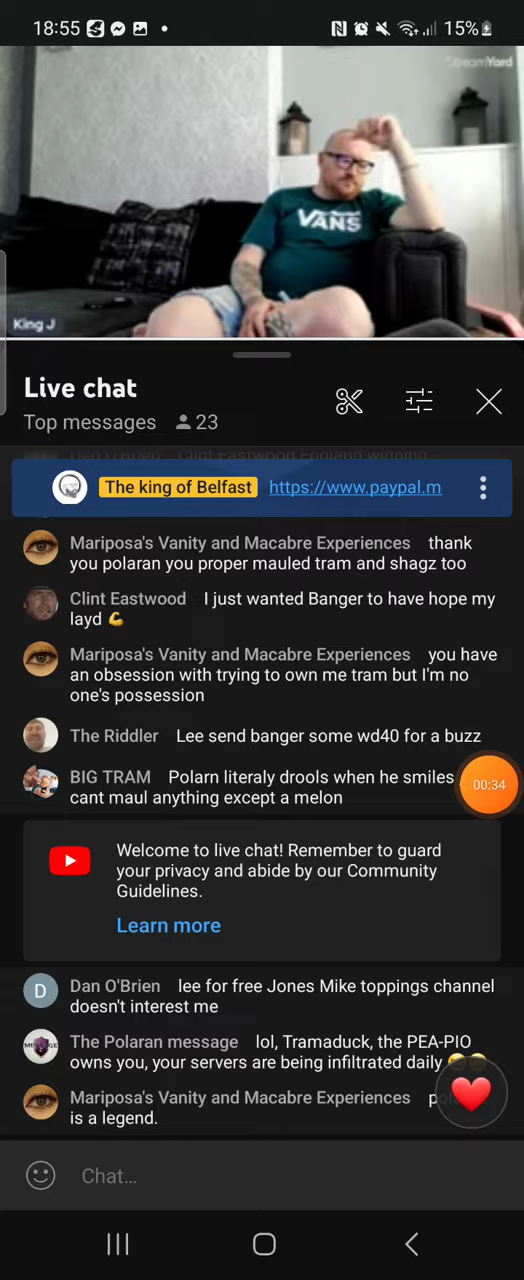 18:55
15%
StreamYard
VANS
King J
Live chat
Top messages 23
The king of Belfast https://www.paypal.m
Mariposa's Vanity and Macabre Experiences thank
you polaran you proper mauled tram and shagz too
Clint Eastwood I just wanted Banger to have hope my
layd 💪
Mariposa's Vanity and Macabre Experiences you have
an obsession with trying to own me tram but I'm no
one's possession
The Riddler Lee send banger some wd40 for a buzz
BIG TRAM Polarn literaly drools when he smiles
cant maul anything except a melon
00:34
Welcome to live chat! Remember to guard
your privacy and abide by our Community
Guidelines.
Learn more
D
Dan O'Brien lee for free Jones Mike toppings channel
doesn't interest me
The Polaran message lol, Tramaduck, the PEA-PIO
owns you, your servers are being infiltrated daily
Mariposa's Vanity and Macabre Experiences
is a legend.
Chat...